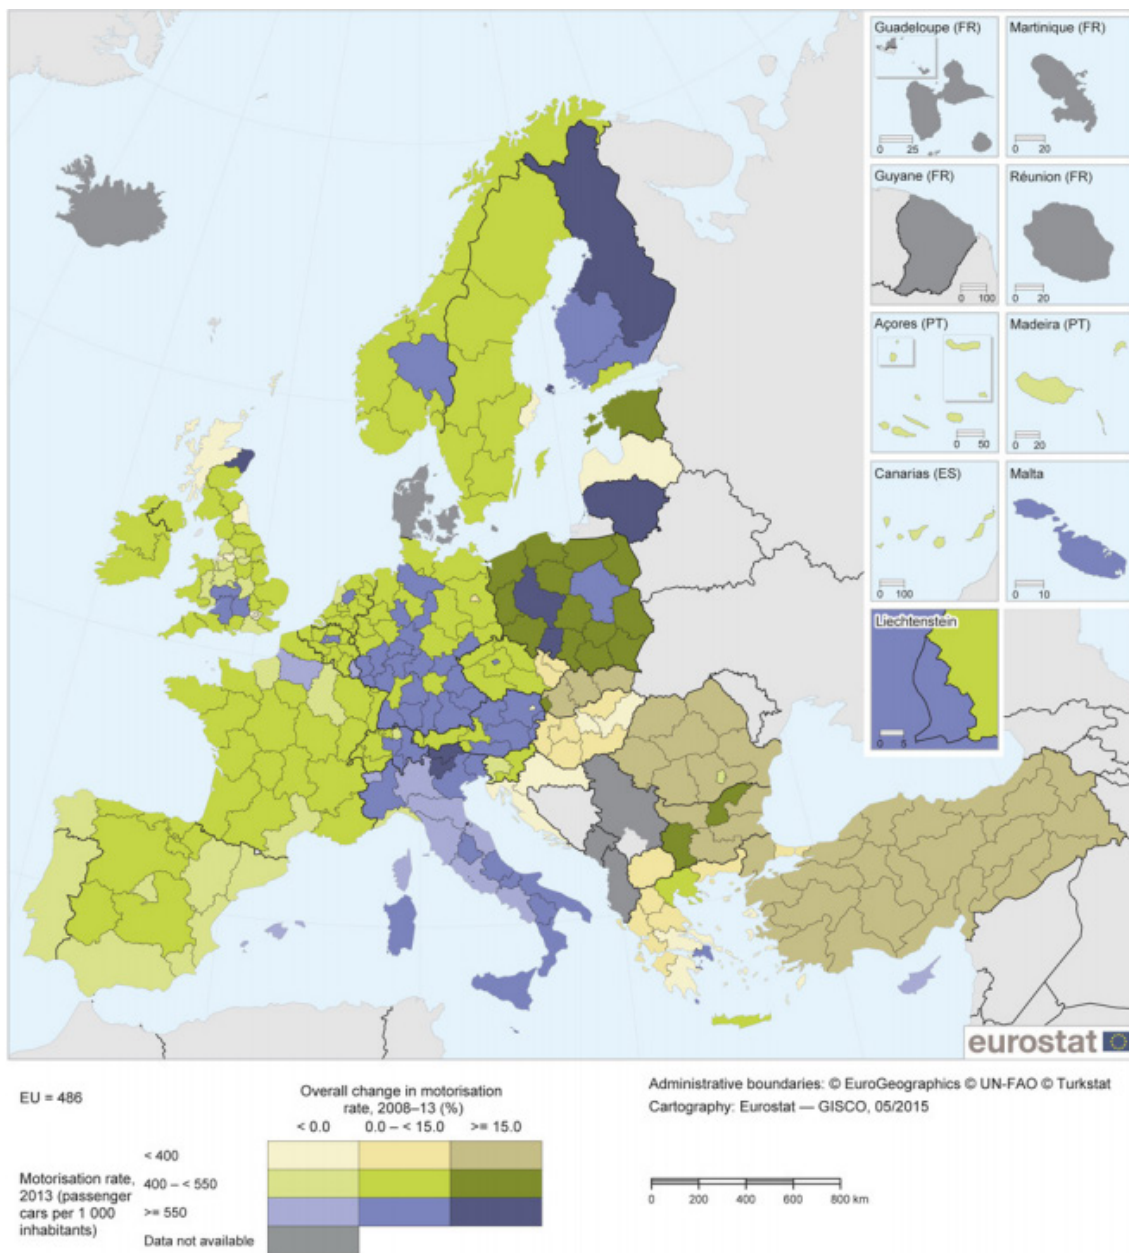 Guadeloupe (FR)
0 25
Martinique (FR)
0 20
Guyane (FR)
0 100
Réunion (FR)
0 20
Açores (PT)
0 50
Madeira (PT)
0 20
Canarias (ES)
0 100
Malta
0 10
Liechtenstein
0 5
eurostat
EU = 486
Overall change in motorisation
rate, 2008–13 (%)
< 0.0 0.0 – < 15.0 >= 15.0
Motorisation rate,
2013 (passenger
cars per 1 000
inhabitants)
< 400
400 – < 550
>= 550
Data not available
Administrative boundaries: © EuroGeographics © UN-FAO © Turkstat
Cartography: Eurostat — GISCO, 05/2015
0 200 400 600 800 km